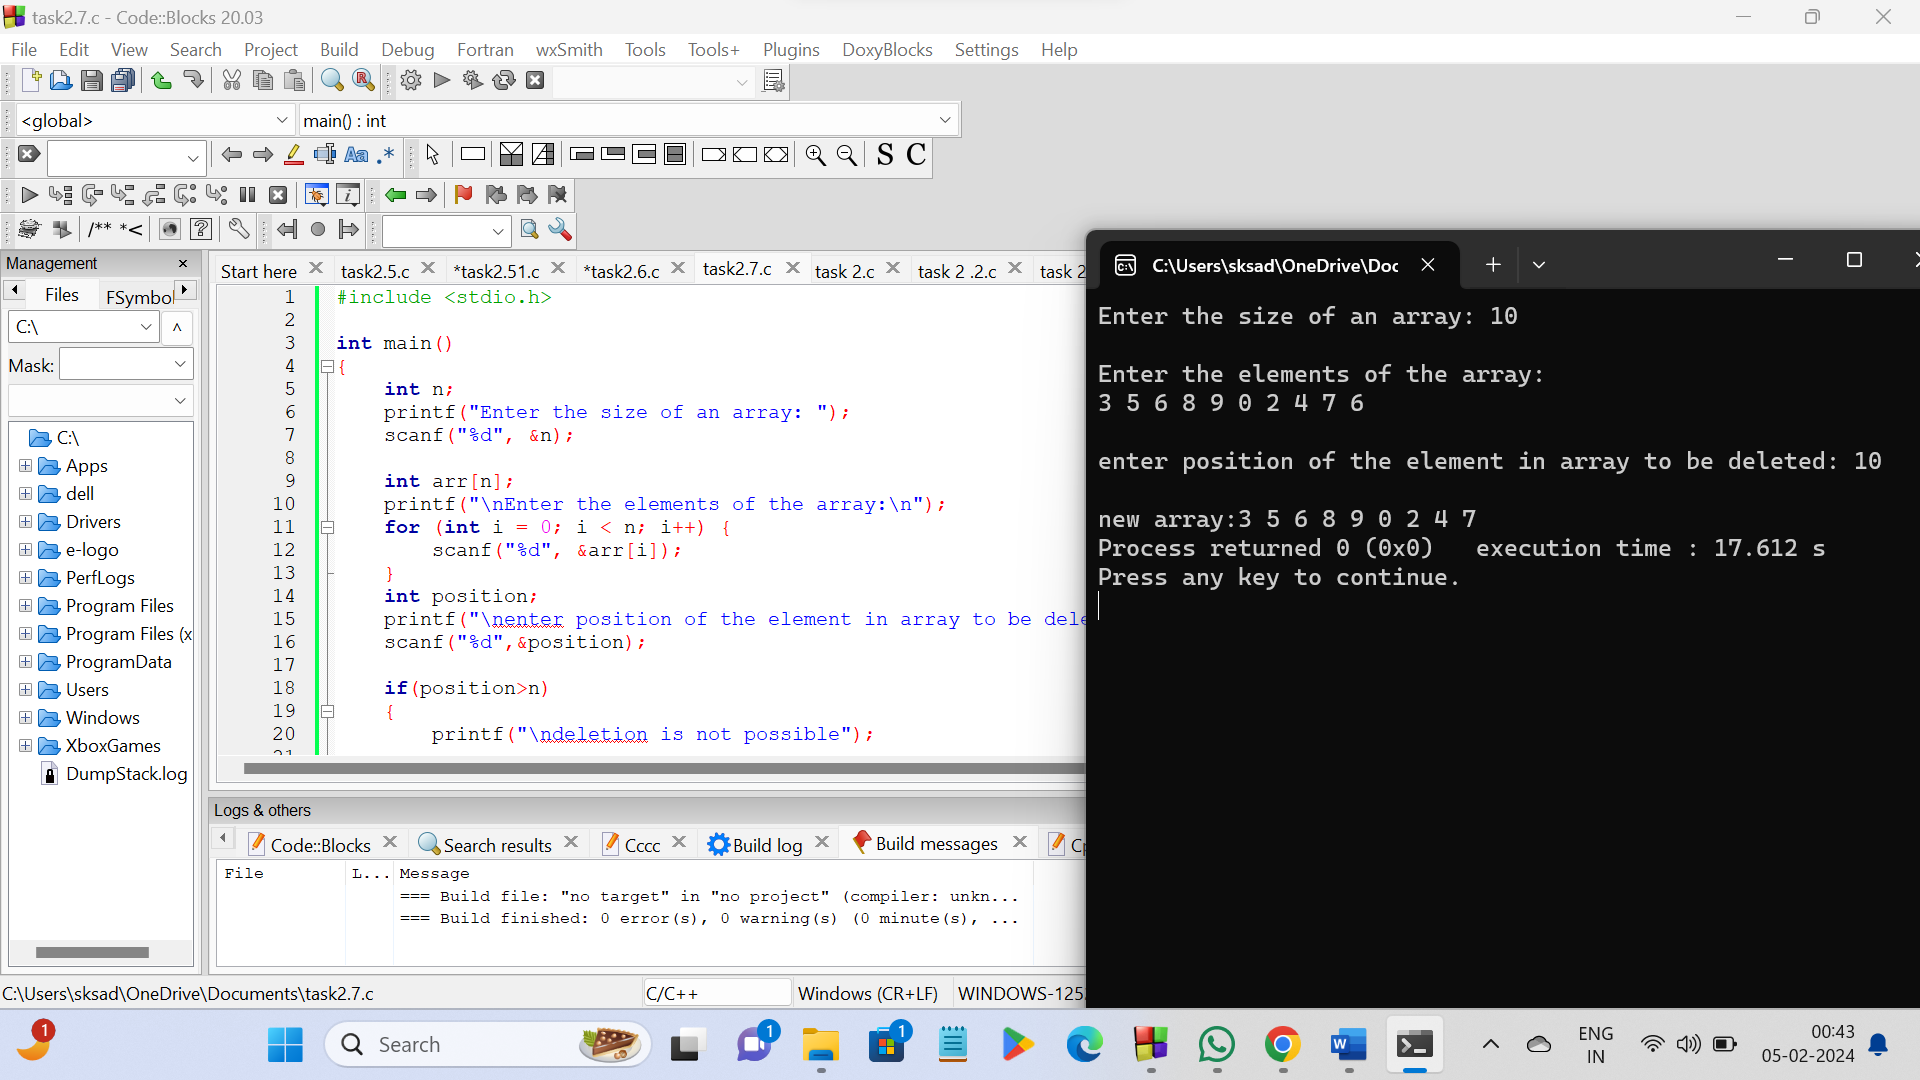 task2.7.c - Code::Blocks 20.03
File Edit View Search Project Build Debug Fortran wxSmith Tools Tools+ Plugins DoxyBlocks Settings Help
<global> main() : int
Aa .* S C
/** *<
Management
Files FSymbol
C:\
Mask:
C:\
Apps
dell
Drivers
e-logo
PerfLogs
Program Files
Program Files (x
ProgramData
Users
Windows
XboxGames
DumpStack.log
Start here task2.5.c *task2.51.c *task2.6.c task2.7.c task 2.c task 2 .2.c task 2
1 #include <stdio.h>
2
3 int main()
4 {
5 int n;
6 printf("Enter the size of an array: ");
7 scanf("%d", &n);
8
9 int arr[n];
10 printf("\nEnter the elements of the array:\n");
11 for (int i = 0; i < n; i++) {
12 scanf("%d", &arr[i]);
13 }
14 int position;
15 printf("\nenter position of the element in array to be dele
16 scanf("%d",&position);
17
18 if(position>n)
19 {
20 printf("\ndeletion is not possible");
21
Logs & others
Code::Blocks Search results Cccc Build log Build messages Cp
File L... Message
=== Build file: "no target" in "no project" (compiler: unkn...
=== Build finished: 0 error(s), 0 warning(s) (0 minute(s), ...
C:\Users\sksad\OneDrive\Documents\task2.7.c C/C++ Windows (CR+LF) WINDOWS-125
C:\Users\sksad\OneDrive\Doc
Enter the size of an array: 10
Enter the elements of the array:
3 5 6 8 9 0 2 4 7 6
enter position of the element in array to be deleted: 10
new array:3 5 6 8 9 0 2 4 7
Process returned 0 (0x0) execution time : 17.612 s
Press any key to continue.
1 Search 1 1 W ENG 00:43
IN 05-02-2024